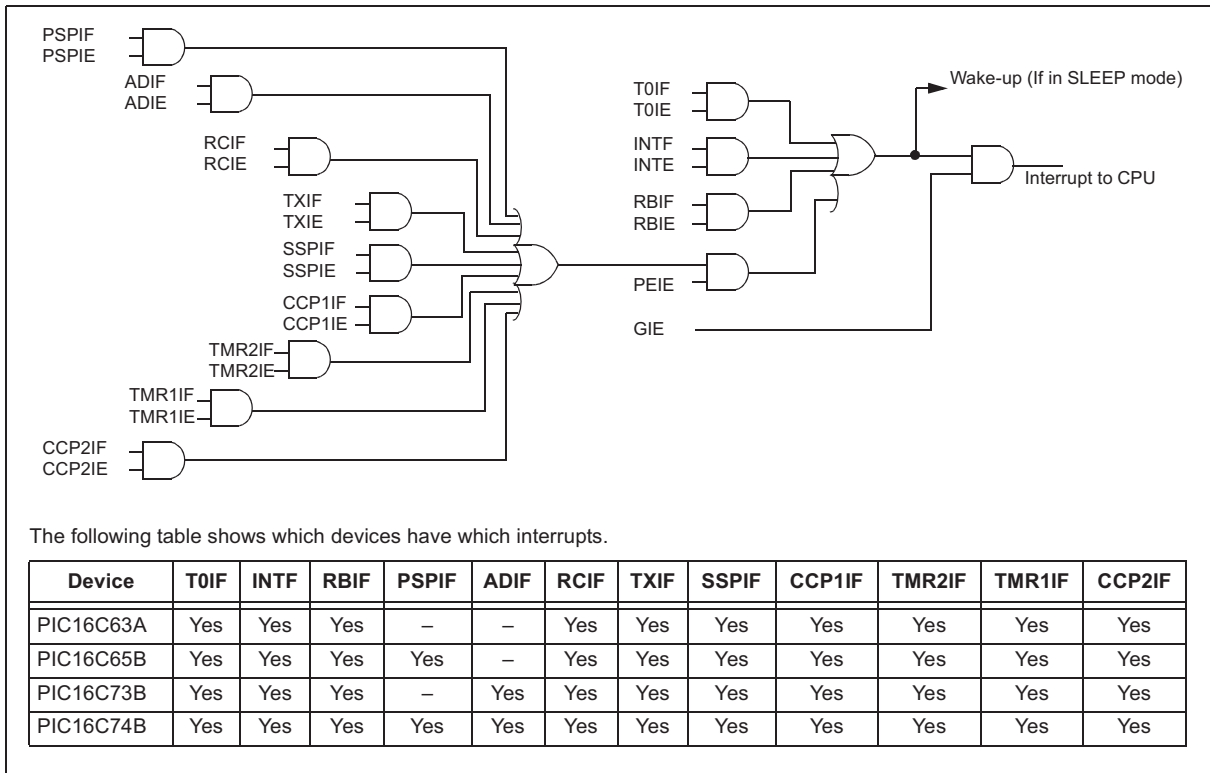 PSPIF
PSPIE
ADIF
ADIE
RCIF
RCIE
TXIF
TXIE
SSPIF
SSPIE
CCP1IF
CCP1IE
TMR2IF
TMR2IE
TMR1IF
TMR1IE
CCP2IF
CCP2IE
T0IF
T0IE
INTF
INTE
RBIF
RBIE
PEIE
GIE
Wake-up (If in SLEEP mode)
Interrupt to CPU
The following table shows which devices have which interrupts.
Device T0IF INTF RBIF PSPIF ADIF RCIF TXIF SSPIF CCP1IF TMR2IF TMR1IF CCP2IF
PIC16C63A Yes Yes Yes – – Yes Yes Yes Yes Yes Yes Yes
PIC16C65B Yes Yes Yes Yes – Yes Yes Yes Yes Yes Yes Yes
PIC16C73B Yes Yes Yes – Yes Yes Yes Yes Yes Yes Yes Yes
PIC16C74B Yes Yes Yes Yes Yes Yes Yes Yes Yes Yes Yes Yes